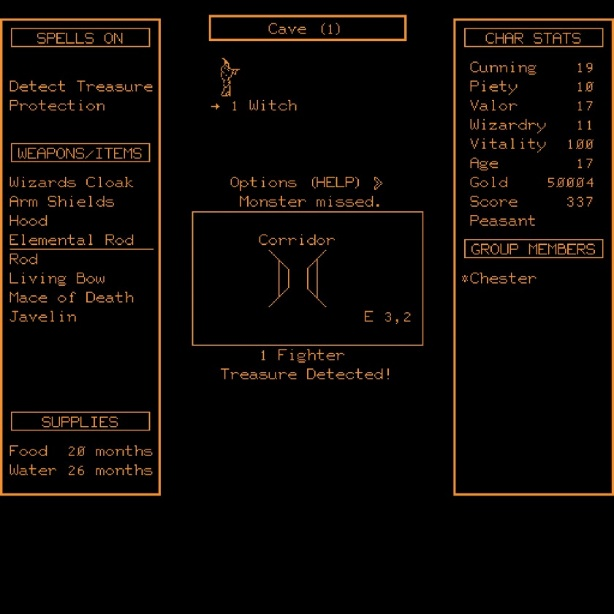 SPELLS ON
Detect Treasure
Protection
WEAPONS/ITEMS
Wizards Cloak
Arm Shields
Hood
Elemental Rod
Rod
Living Bow
Mace of Death
Javelin
SUPPLIES
Food 20 months
Water 26 months
Cave (1)
→ 1 Witch
Options (HELP) >
Monster missed.
Corridor
E 3,2
1 Fighter
Treasure Detected!
CHAR STATS
Cunning 19
Piety 10
Valor 17
Wizardry 11
Vitality 100
Age 17
Gold 50004
Score 337
Peasant
GROUP MEMBERS
*Chester